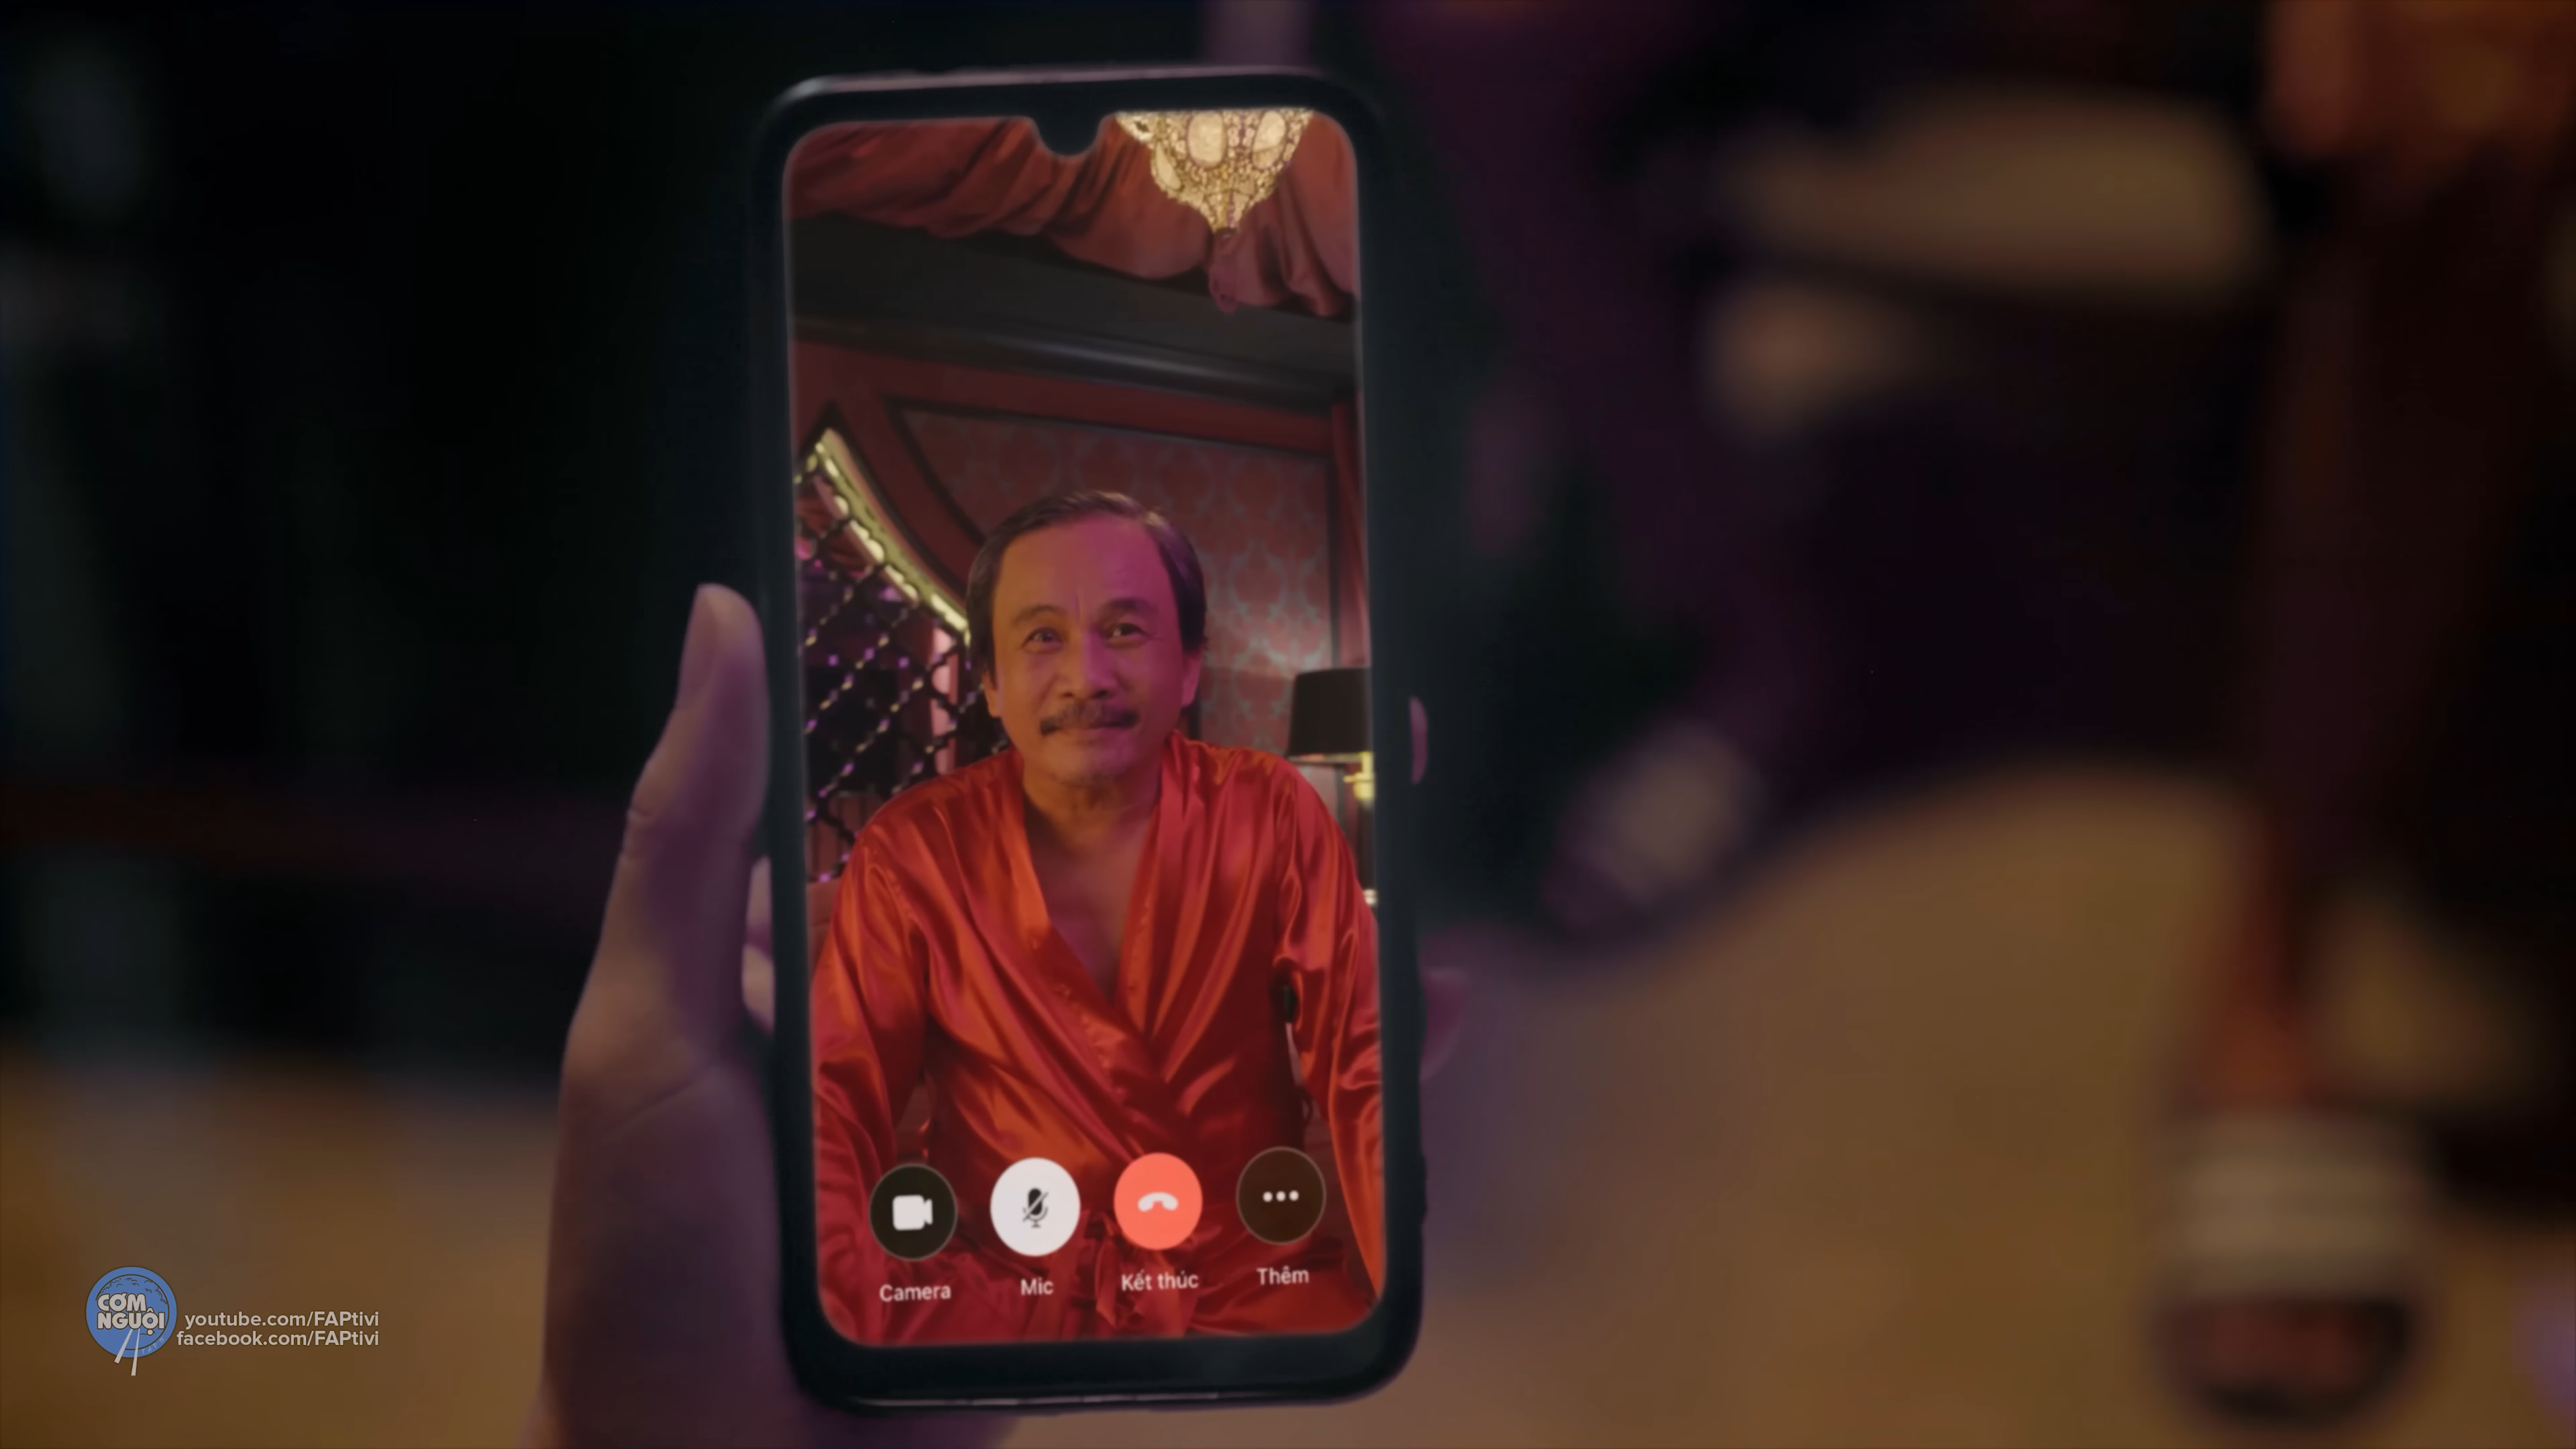 Camera
Mic
Kết thúc
Thêm
CƠM
NGUỘI
youtube.com/FAPtivi
facebook.com/FAPtivi